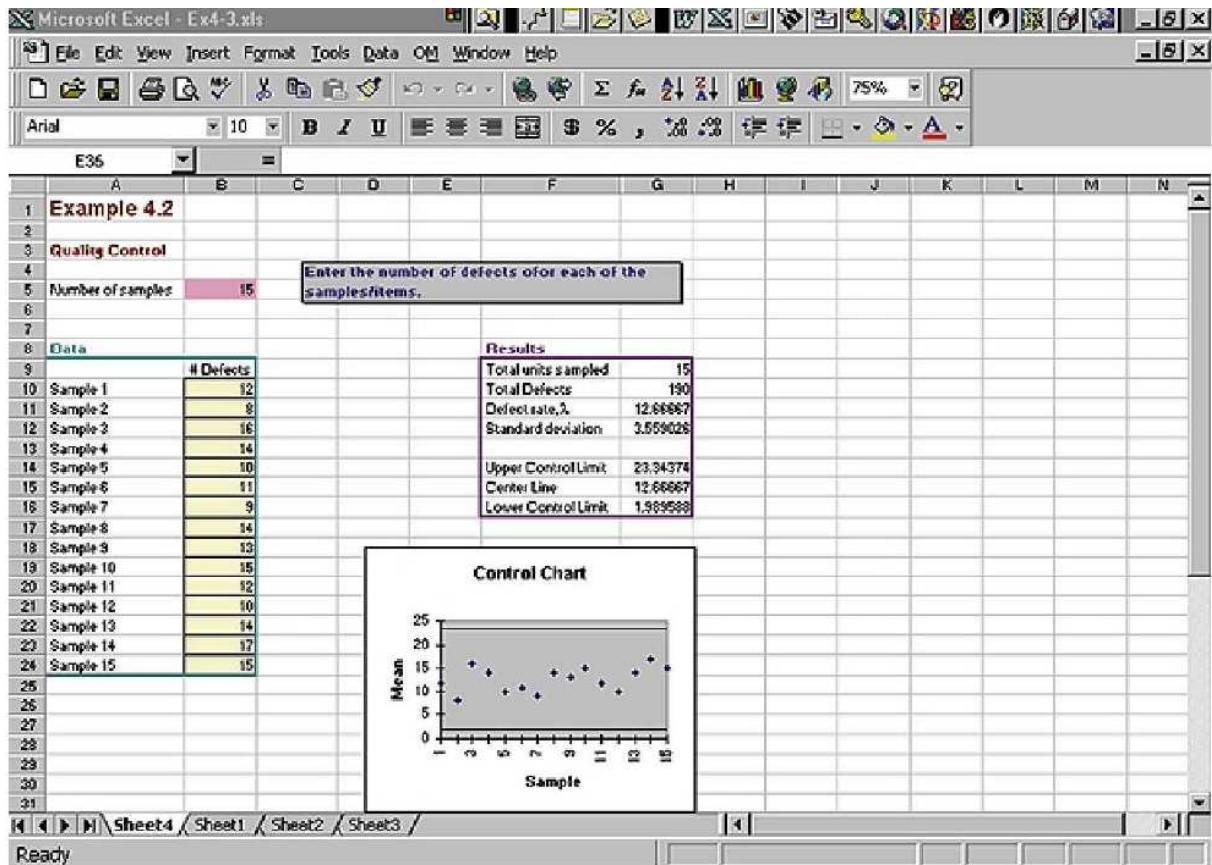 Microsoft Excel - Ex4-3.xls
File Edit View Insert Format Tools Data OM Window Help
75%
Arial 10 B I U $ % ,
E36 =
A B C D E F G H I J K L M N
1 Example 4.2
2
3 Quality Control
4 Enter the number of defects ofor each of the
5 Number of samples 15 samples/items.
6
7
8 Data Results
9 # Defects Total units sampled 15
10 Sample 1 12 Total Defects 190
11 Sample 2 8 Defect rate, λ 12.66667
12 Sample 3 16 Standard deviation 3.559026
13 Sample 4 14
14 Sample 5 10 Upper Control Limit 23.34374
15 Sample 6 11 Center Line 12.66667
16 Sample 7 9 Lower Control Limit 1.989588
17 Sample 8 14
18 Sample 9 13
19 Sample 10 15
20 Sample 11 12
21 Sample 12 10
22 Sample 13 14
23 Sample 14 17
24 Sample 15 15
25
26
27
28
29
30
31
Control Chart
25
20
15
10
5
0
Mean
1 3 5 7 9 11 13 15
Sample
Sheet4 Sheet1 Sheet2 Sheet3
Ready